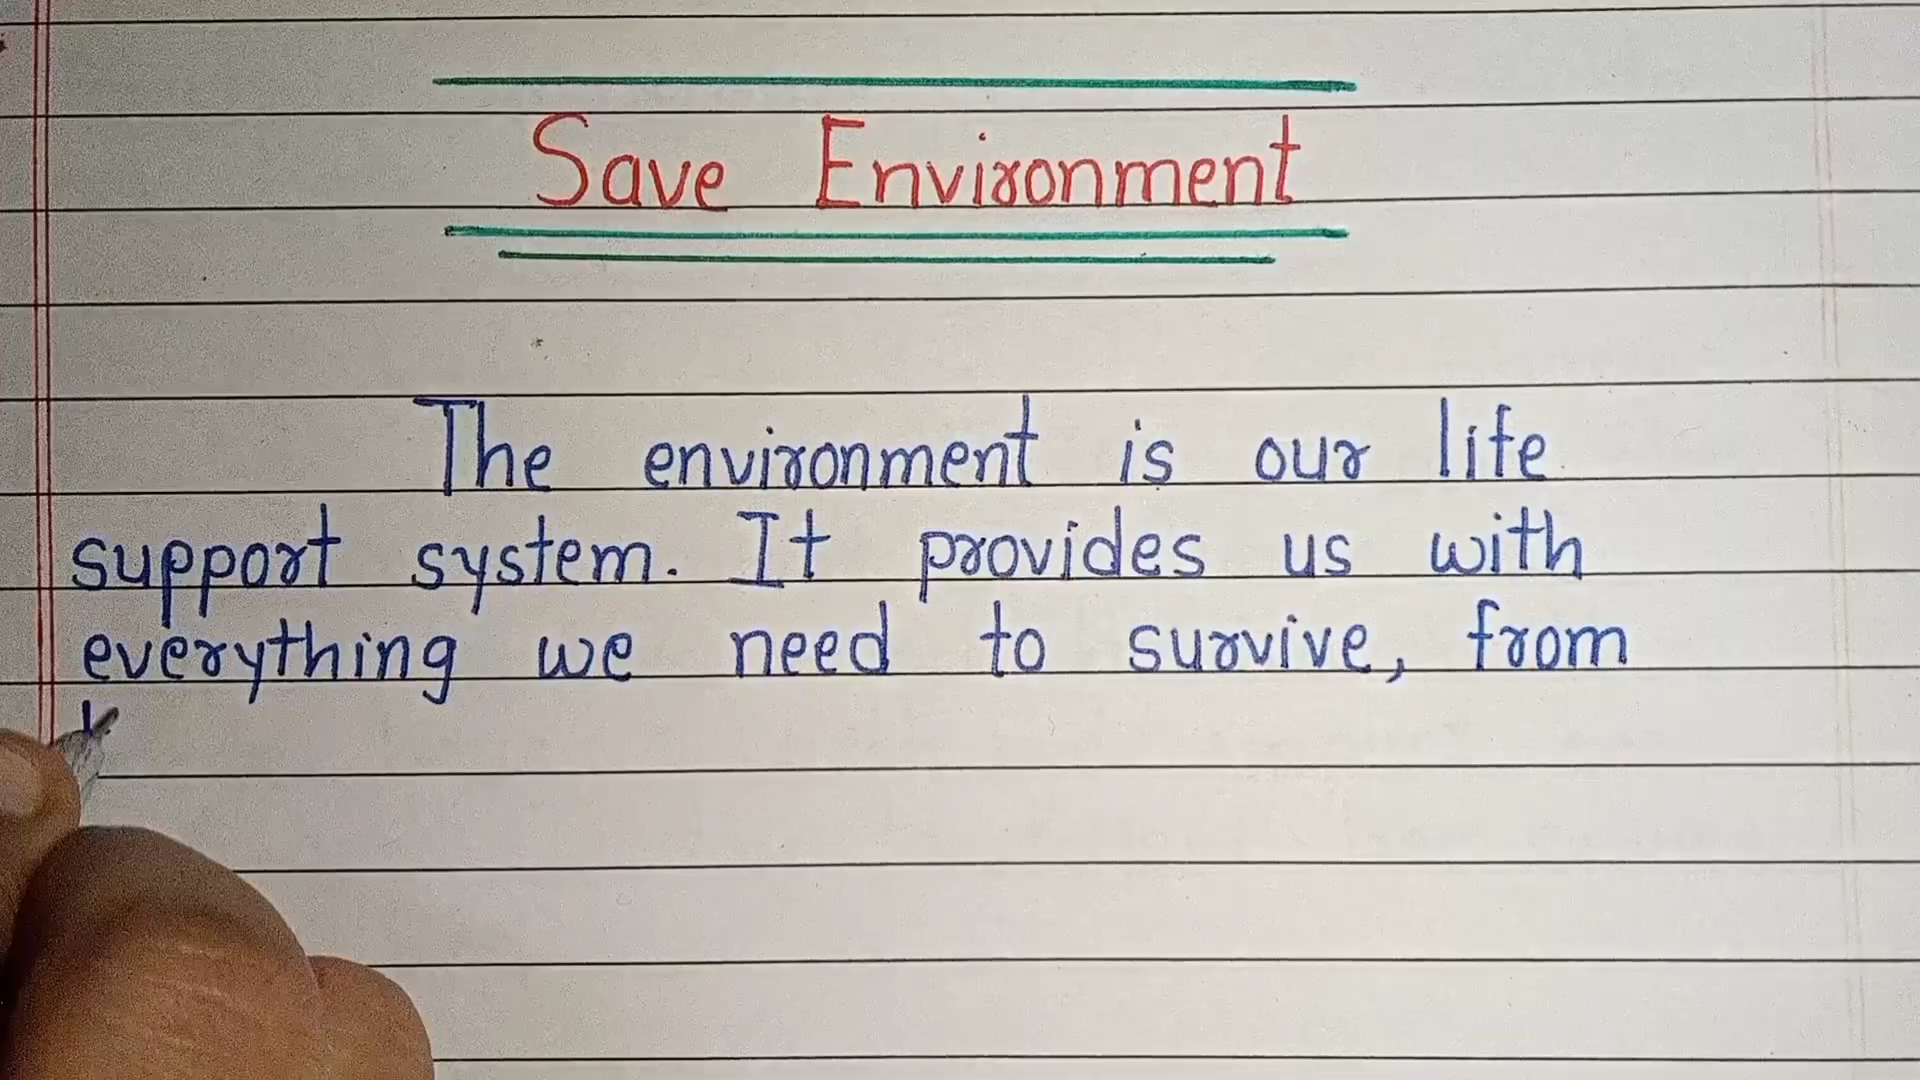 Save Environment
The environment is our life
support system. It provides us with
everything we need to survive, from